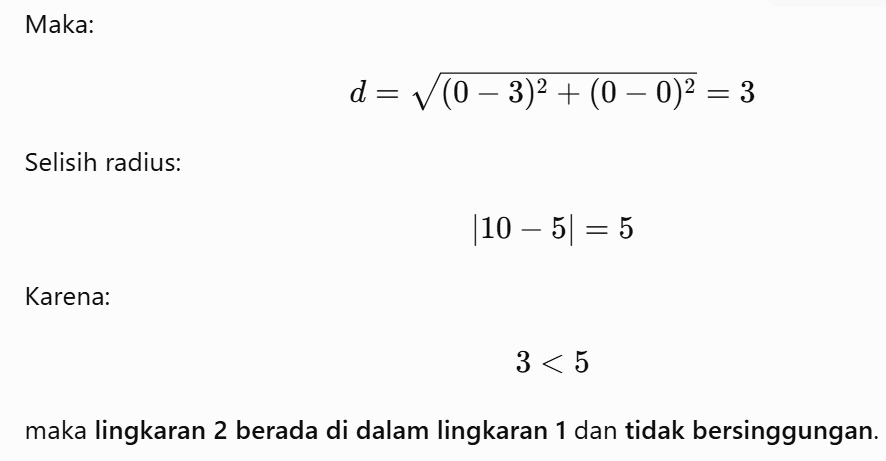 Maka:
d = √(0 − 3)² + (0 − 0)² = 3
Selisih radius:
|10 − 5| = 5
Karena:
3 < 5
maka lingkaran 2 berada di dalam lingkaran 1 dan tidak bersinggungan.